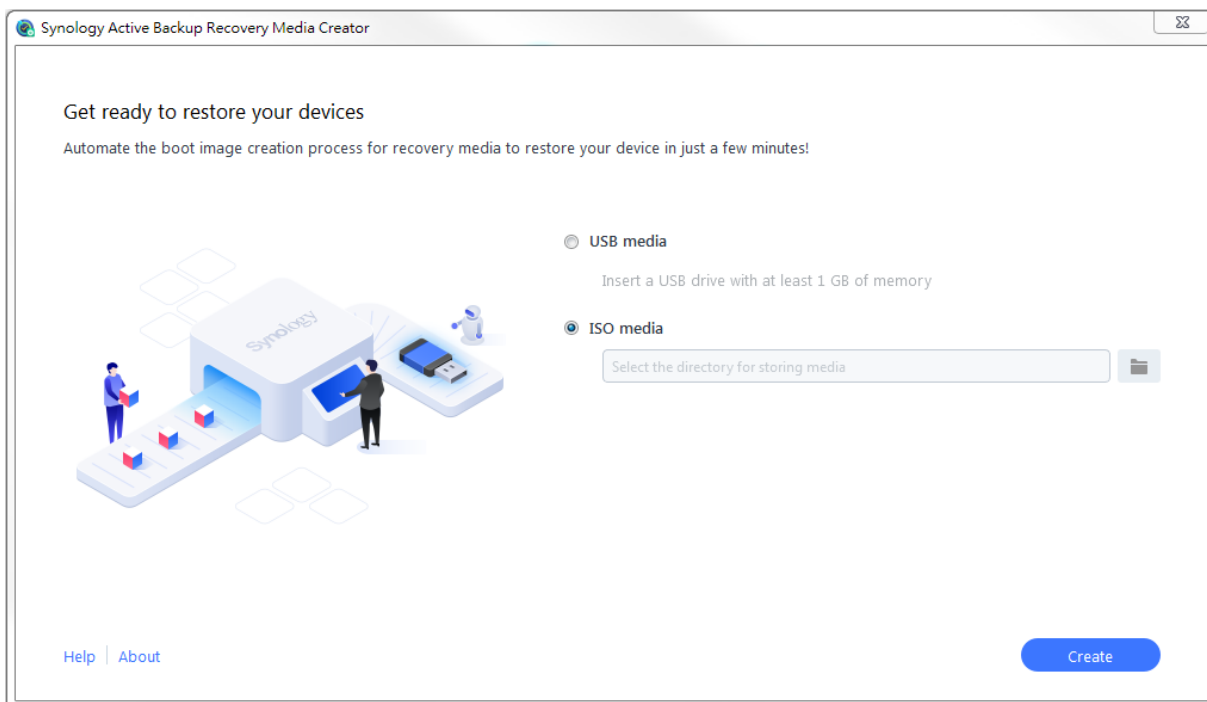 Synology Active Backup Recovery Media Creator
Get ready to restore your devices
Automate the boot image creation process for recovery media to restore your device in just a few minutes!
USB media
Insert a USB drive with at least 1 GB of memory
ISO media
Select the directory for storing media
Synology
Help
About
Create